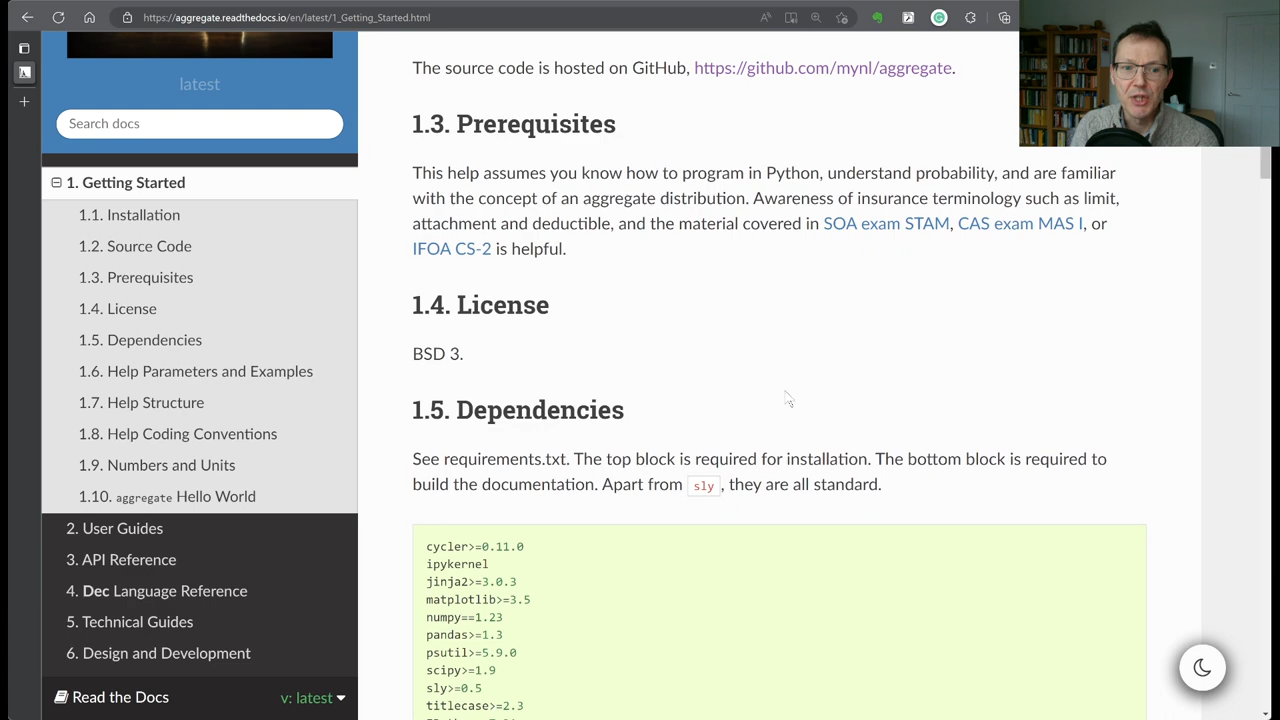 https://aggregate.readthedocs.io/en/latest/1_Getting_Started.html
latest
Search docs
1. Getting Started
1.1. Installation
1.2. Source Code
1.3. Prerequisites
1.4. License
1.5. Dependencies
1.6. Help Parameters and Examples
1.7. Help Structure
1.8. Help Coding Conventions
1.9. Numbers and Units
1.10. aggregate Hello World
2. User Guides
3. API Reference
4. Dec Language Reference
5. Technical Guides
6. Design and Development
Read the Docs
v: latest
The source code is hosted on GitHub, https://github.com/mynl/aggregate.
1.3. Prerequisites
This help assumes you know how to program in Python, understand probability, and are familiar
with the concept of an aggregate distribution. Awareness of insurance terminology such as limit,
attachment and deductible, and the material covered in SOA exam STAM, CAS exam MAS I, or
IFOA CS-2 is helpful.
1.4. License
BSD 3.
1.5. Dependencies
See requirements.txt. The top block is required for installation. The bottom block is required to
build the documentation. Apart from sly, they are all standard.
cycler>=0.11.0
ipykernel
jinja2>=3.0.3
matplotlib>=3.5
numpy==1.23
pandas>=1.3
psutil>=5.9.0
scipy>=1.9
sly>=0.5
titlecase>=2.3